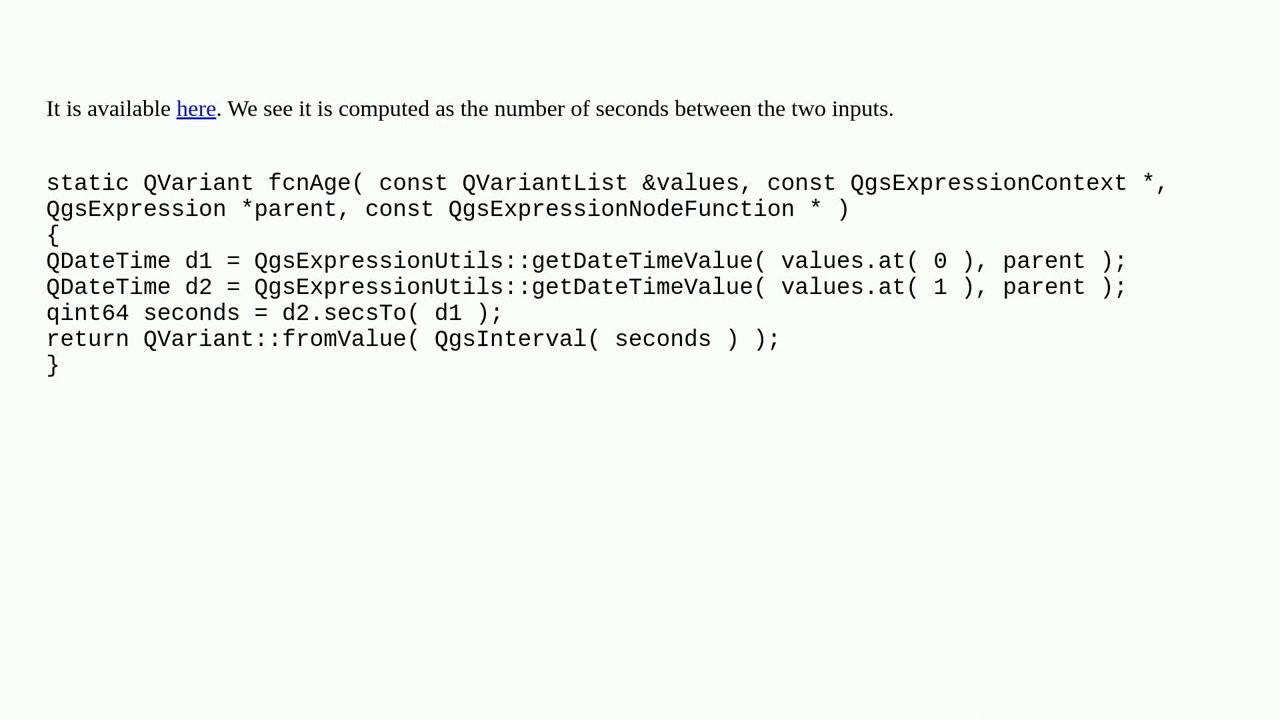 It is available here. We see it is computed as the number of seconds between the two inputs.
static QVariant fcnAge( const QVariantList &values, const QgsExpressionContext *,
QgsExpression *parent, const QgsExpressionNodeFunction * )
{
QDateTime d1 = QgsExpressionUtils::getDateTimeValue( values.at( 0 ), parent );
QDateTime d2 = QgsExpressionUtils::getDateTimeValue( values.at( 1 ), parent );
qint64 seconds = d2.secsTo( d1 );
return QVariant::fromValue( QgsInterval( seconds ) );
}